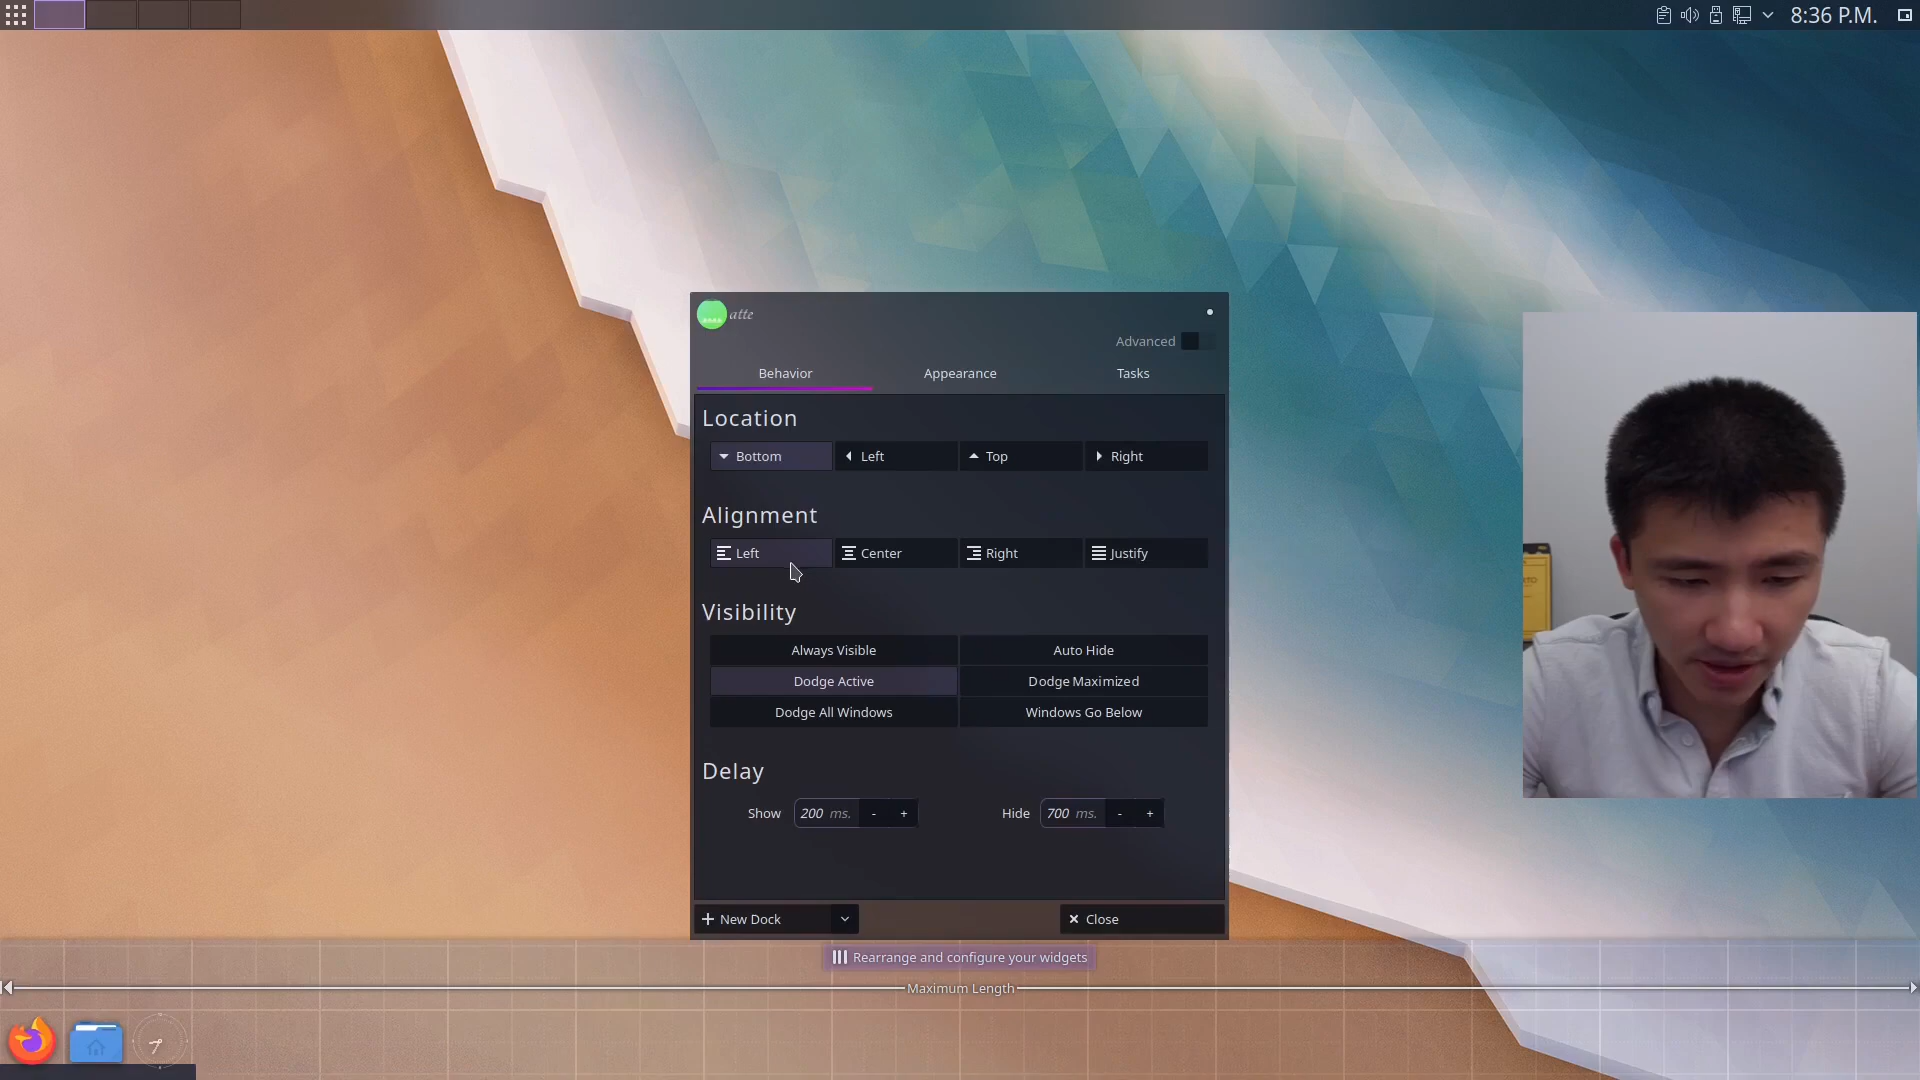 8:36 P.M.
atte
Advanced
Behavior Appearance Tasks
Location
Bottom Left Top Right
Alignment
Left Center Right Justify
Visibility
Always Visible Auto Hide
Dodge Active Dodge Maximized
Dodge All Windows Windows Go Below
Delay
Show 200 ms. - + Hide 700 ms. - +
New Dock Close
Rearrange and configure your widgets
Maximum Length